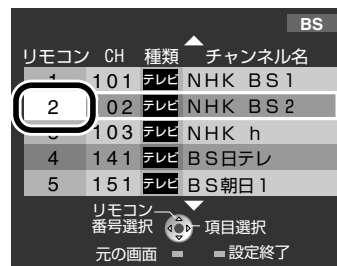 BS
リモコン CH 種類 チャンネル名
1 101 テレビ NHK BS1
2 02 テレビ NHK BS2
3 103 テレビ NHK h
4 141 テレビ BS日テレ
5 151 テレビ BS朝日1
リモコン
番号選択 項目選択
元の画面 設定終了